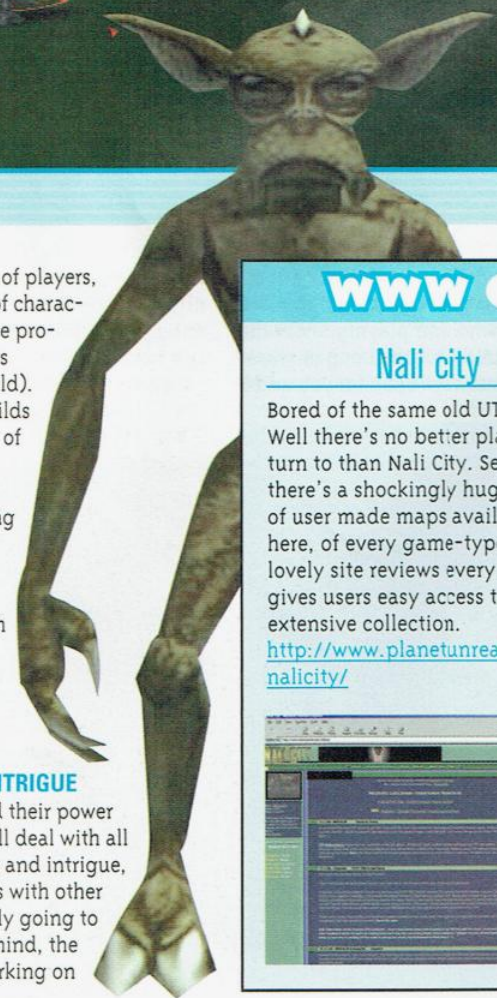 of players,
of charac-
e pro-
s
ld).
ilds
of
ng
n
NTRIGUE
d their power
ll deal with all
and intrigue,
s with other
ly going to
mind, the
rking on
www
Nali city
Bored of the same old UT
Well there's no better pla
turn to than Nali City. Se
there's a shockingly hug
of user made maps avail
here, of every game-type
lovely site reviews every
gives users easy access t
extensive collection.
http://www.planetunrea
nalicity/